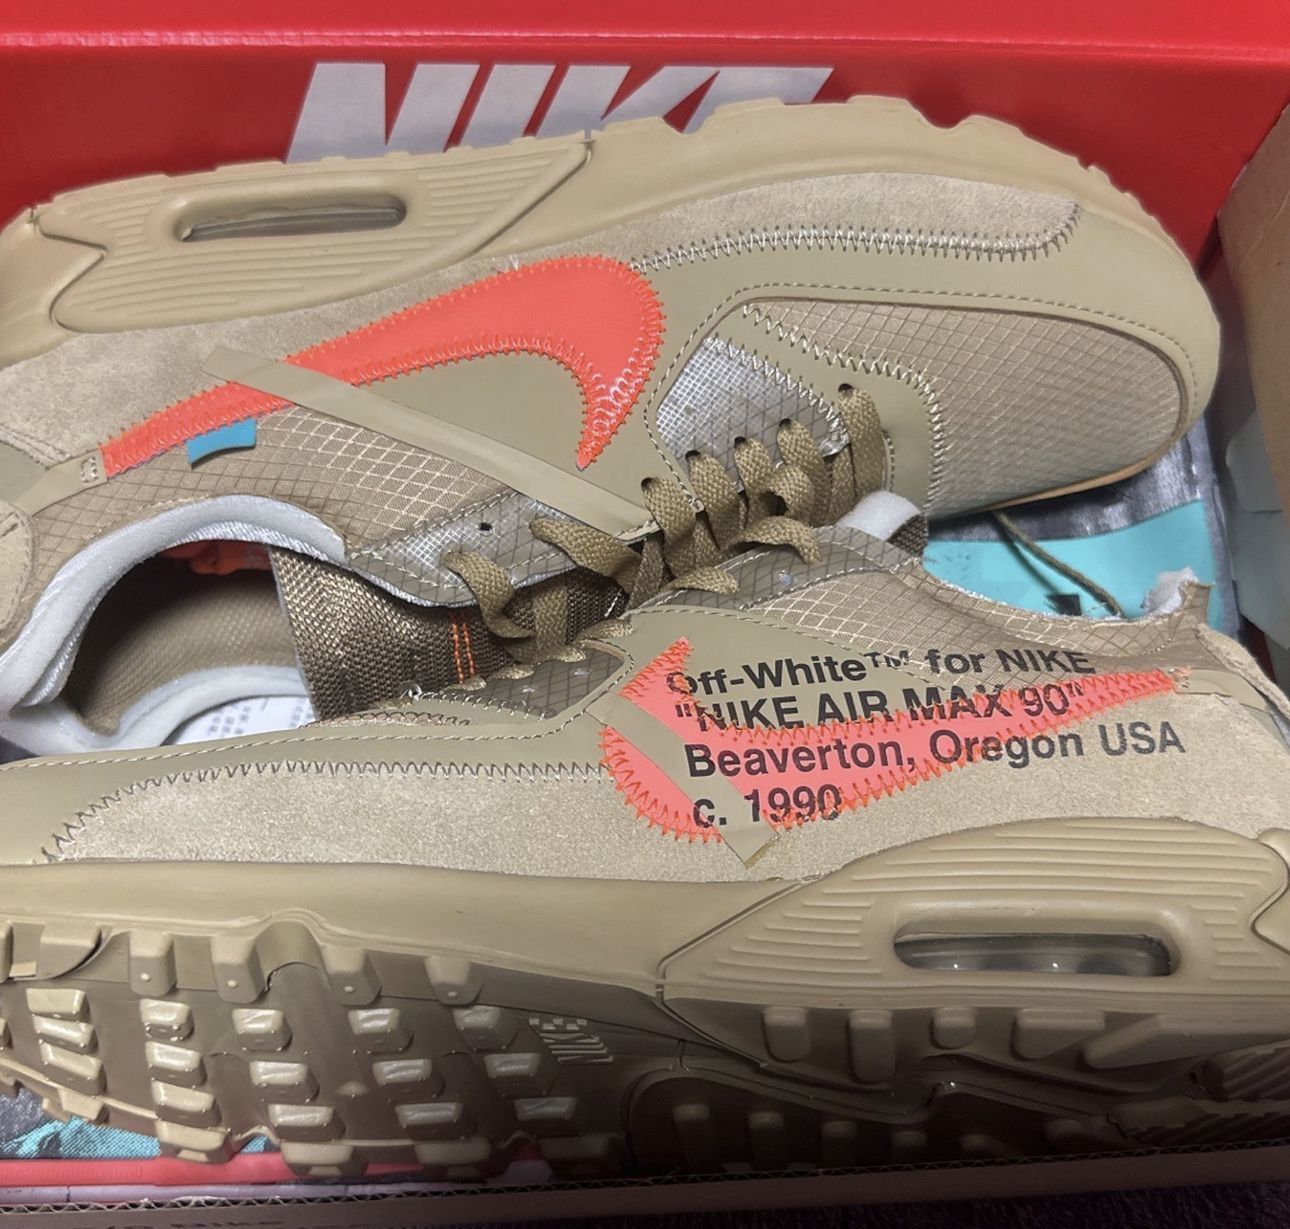 NIKE
Off-White™ for NIKE
"NIKE AIR MAX 90"
Beaverton, Oregon USA
c. 1990